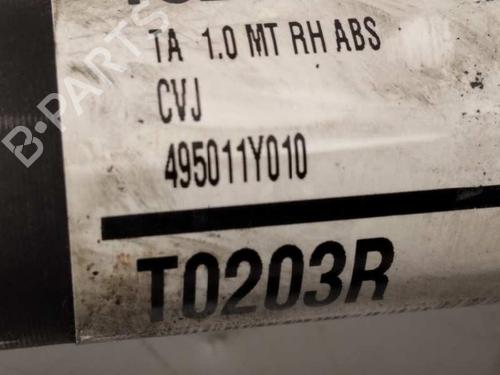 TA 1.0 MT RH ABS
CVJ
495011Y010
T0203R
B-PARTS